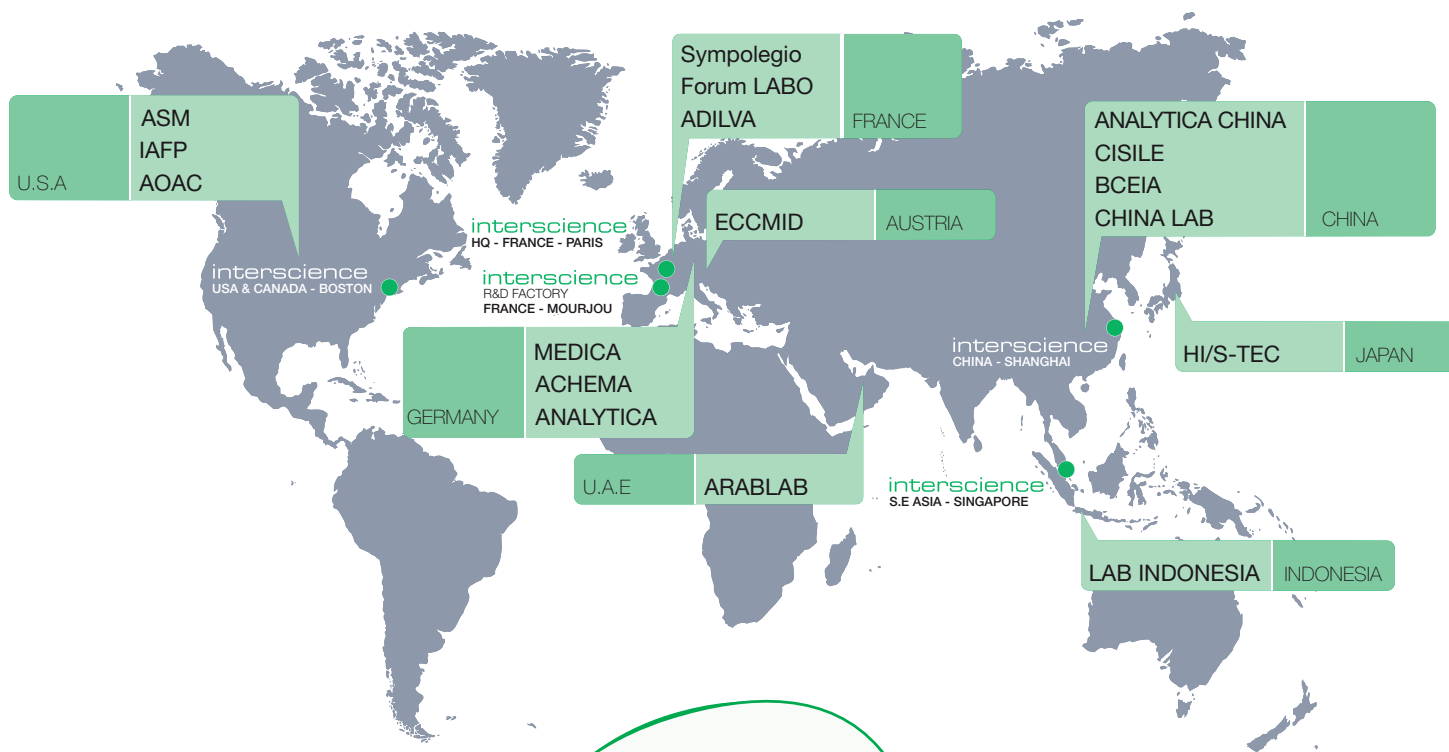 Sympolegio
Forum LABO
ADILVA
FRANCE
ASM
IAFP
AOAC
U.S.A
ANALYTICA CHINA
CISILE
BCEIA
CHINA LAB
CHINA
ECCMID
AUSTRIA
interscience
HQ - FRANCE - PARIS
interscience
USA & CANADA - BOSTON
interscience
R&D FACTORY
FRANCE - MOURJOU
interscience
CHINA - SHANGHAI
HI/S-TEC
JAPAN
MEDICA
ACHEMA
ANALYTICA
GERMANY
U.A.E
ARABLAB
interscience
S.E ASIA - SINGAPORE
LAB INDONESIA
INDONESIA